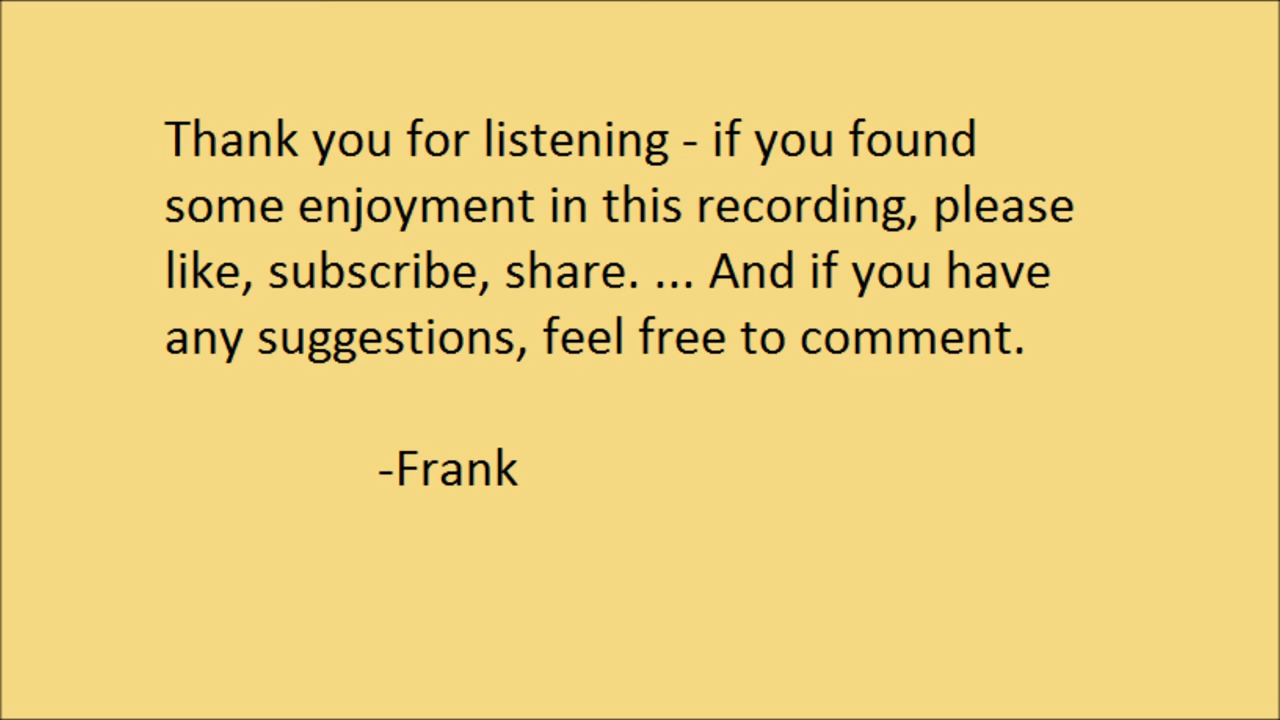 Thank you for listening - if you found
some enjoyment in this recording, please
like, subscribe, share. ... And if you have
any suggestions, feel free to comment.
-Frank